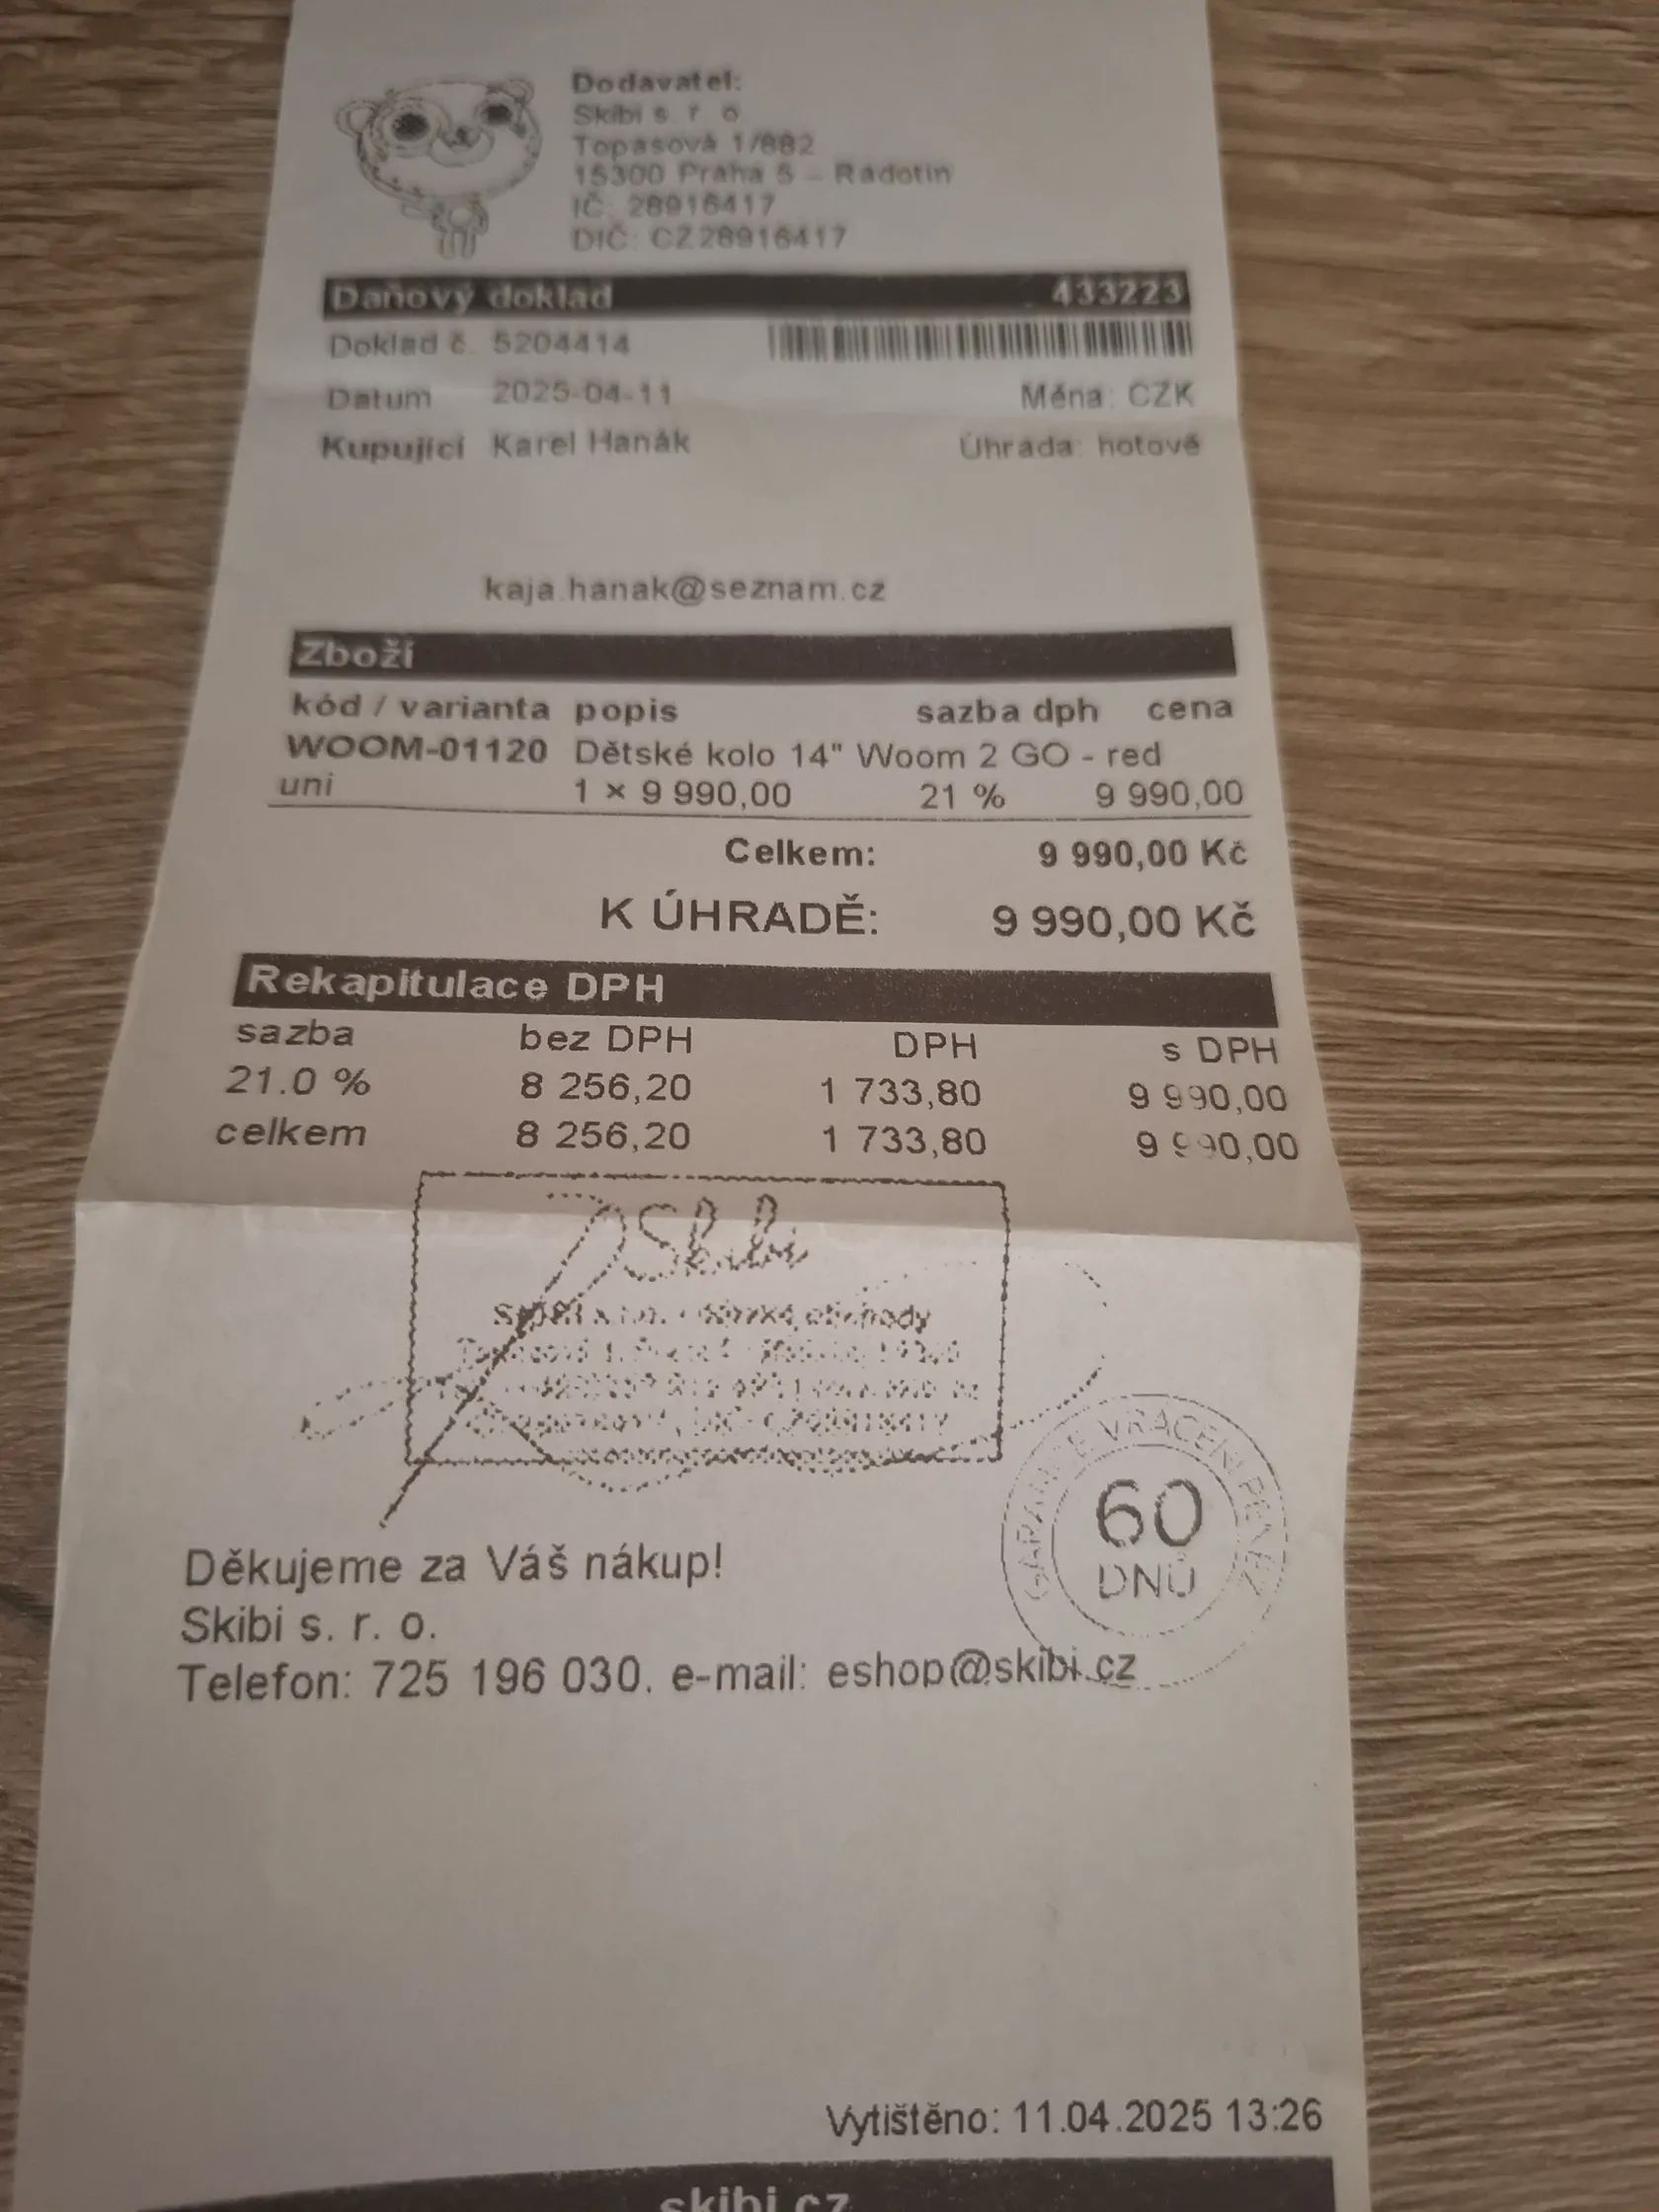 Dodavatel:
Skibi s. r. o.
Topasová 1/882
15300 Praha 5 – Radotín
IČ: 28916417
DIČ: CZ28916417
Daňový doklad 433223
Doklad č. 5204414
Datum 2025-04-11 Měna: CZK
Kupující Karel Hanák Úhrada: hotově
kaja.hanak@seznam.cz
Zboží
kód / varianta popis sazba dph cena
WOOM-01120 Dětské kolo 14" Woom 2 GO - red
uni 1 × 9 990,00 21 % 9 990,00
Celkem: 9 990,00 Kč
K ÚHRADĚ: 9 990,00 Kč
Rekapitulace DPH
sazba bez DPH DPH s DPH
21.0 % 8 256,20 1 733,80 9 990,00
celkem 8 256,20 1 733,80 9 990,00
GARANCE VRÁCENÍ PENĚZ
60
DNŮ
Děkujeme za Váš nákup!
Skibi s. r. o.
Telefon: 725 196 030, e-mail: eshop@skibi.cz
Vytištěno: 11.04.2025 13:26
skibi.cz